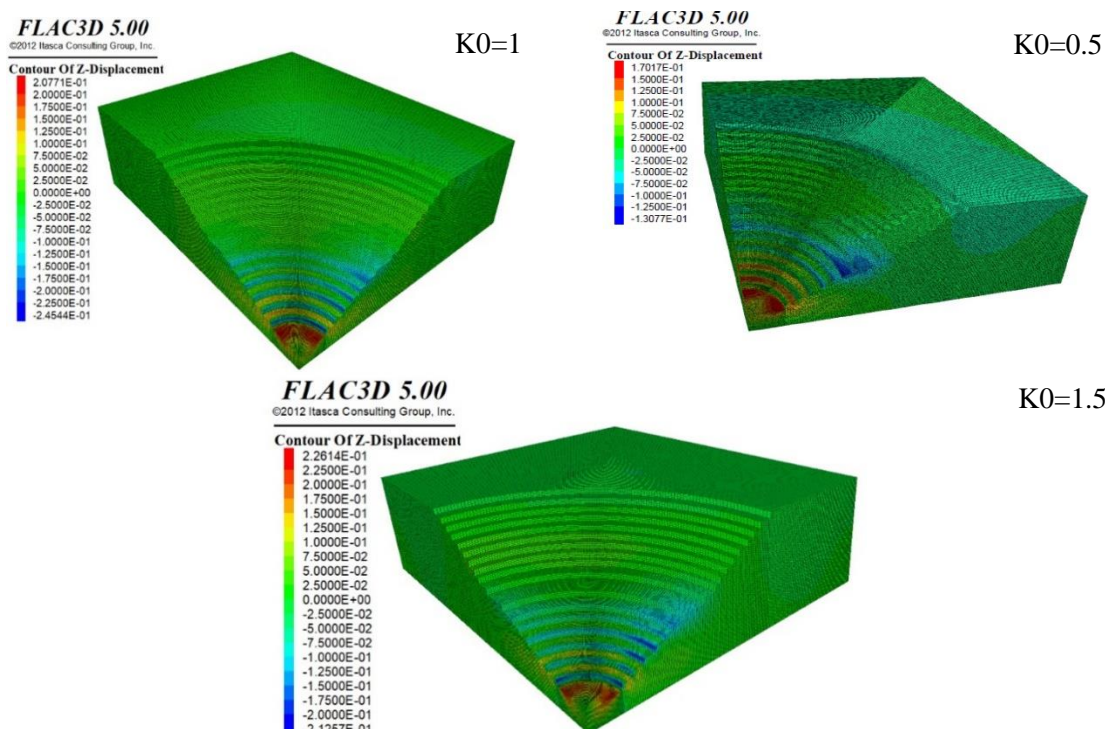 FLAC3D 5.00
©2012 Itasca Consulting Group, Inc.
K0=1
Contour Of Z-Displacement
2.0771E-01
2.0000E-01
1.7500E-01
1.5000E-01
1.2500E-01
1.0000E-01
7.5000E-02
5.0000E-02
2.5000E-02
0.0000E+00
-2.5000E-02
-5.0000E-02
-7.5000E-02
-1.0000E-01
-1.2500E-01
-1.5000E-01
-1.7500E-01
-2.0000E-01
-2.2500E-01
-2.4544E-01
FLAC3D 5.00
©2012 Itasca Consulting Group, Inc.
K0=0.5
Contour Of Z-Displacement
1.7017E-01
1.5000E-01
1.2500E-01
1.0000E-01
7.5000E-02
5.0000E-02
2.5000E-02
0.0000E+00
-2.5000E-02
-5.0000E-02
-7.5000E-02
-1.0000E-01
-1.2500E-01
-1.3077E-01
FLAC3D 5.00
©2012 Itasca Consulting Group, Inc.
K0=1.5
Contour Of Z-Displacement
2.2614E-01
2.2500E-01
2.0000E-01
1.7500E-01
1.5000E-01
1.2500E-01
1.0000E-01
7.5000E-02
5.0000E-02
2.5000E-02
0.0000E+00
-2.5000E-02
-5.0000E-02
-7.5000E-02
-1.0000E-01
-1.2500E-01
-1.5000E-01
-1.7500E-01
-2.0000E-01
-2.1257E-01